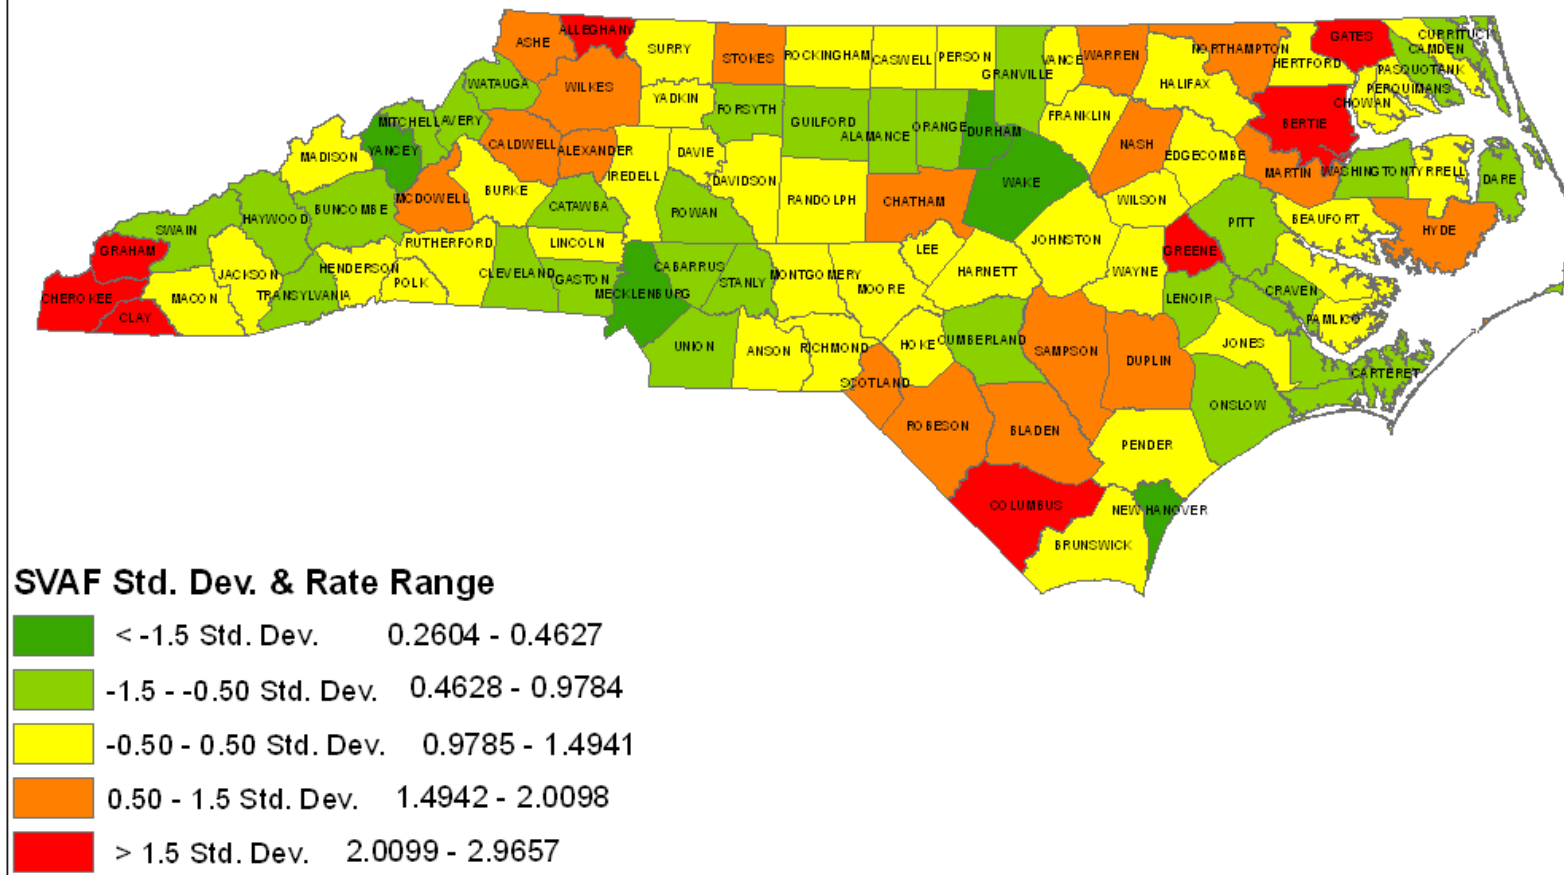 ALLEGHANY
ASHE
SURRY
STOKES
ROCKINGHAM
CASWELL
PERSON
GRANVILLE
VANCE
WARREN
NORTHAMPTON
HERTFORD
GATES
CURRITUCK
CAMDEN
PASQUOTANK
PERQUIMANS
CHOWAN
WATAUGA
WILKES
YADKIN
FORSYTH
GUILFORD
ALAMANCE
ORANGE
DURHAM
FRANKLIN
HALIFAX
BERTIE
MITCHELL
AVERY
YANCEY
MADISON
CALDWELL
ALEXANDER
IREDELL
DAVIE
DAVIDSON
RANDOLPH
CHATHAM
WAKE
NASH
EDGECOMBE
MARTIN
WASHINGTON
TYRRELL
DARE
MCDOWELL
BURKE
CATAWBA
ROWAN
WILSON
PITT
BEAUFORT
HYDE
HAYWOOD
BUNCOMBE
SWAIN
GRAHAM
JACKSON
HENDERSON
RUTHERFORD
LINCOLN
LEE
JOHNSTON
GREENE
CHEROKEE
CLAY
MACON
TRANSYLVANIA
POLK
CLEVELAND
GASTON
MECKLENBURG
CABARRUS
STANLY
MONTGOMERY
MOORE
HARNETT
WAYNE
LENOIR
CRAVEN
PAMLICO
UNION
ANSON
RICHMOND
HOKE
CUMBERLAND
SAMPSON
DUPLIN
JONES
SCOTLAND
CARTERET
ROBESON
BLADEN
ONSLOW
PENDER
COLUMBUS
NEW HANOVER
BRUNSWICK
SVAF Std. Dev. & Rate Range
< -1.5 Std. Dev. 0.2604 - 0.4627
-1.5 - -0.50 Std. Dev. 0.4628 - 0.9784
-0.50 - 0.50 Std. Dev. 0.9785 - 1.4941
0.50 - 1.5 Std. Dev. 1.4942 - 2.0098
> 1.5 Std. Dev. 2.0099 - 2.9657